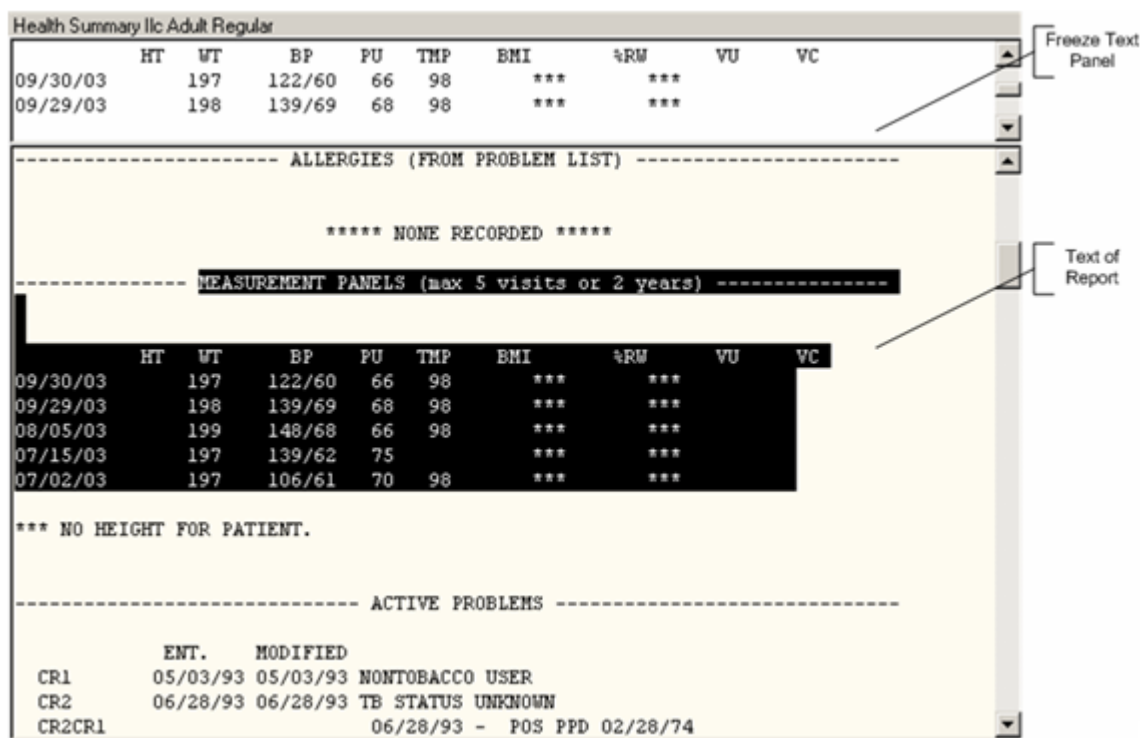 Health Summary IIc Adult Regular
HT WT BP PU TMP BMI %RW VU VC
09/30/03 197 122/60 66 98 *** ***
09/29/03 198 139/69 68 98 *** ***
Freeze Text
Panel
----------------------- ALLERGIES (FROM PROBLEM LIST) -----------------------
***** NONE RECORDED *****
--------------- MEASUREMENT PANELS (max 5 visits or 2 years) ---------------
Text of
Report
HT WT BP PU TMP BMI %RW VU VC
09/30/03 197 122/60 66 98 *** ***
09/29/03 198 139/69 68 98 *** ***
08/05/03 199 148/68 66 98 *** ***
07/15/03 197 139/62 75 *** ***
07/02/03 197 106/61 70 98 *** ***
*** NO HEIGHT FOR PATIENT.
------------------------------ ACTIVE PROBLEMS ------------------------------
ENT. MODIFIED
CR1 05/03/93 05/03/93 NONTOBACCO USER
CR2 06/28/93 06/28/93 TB STATUS UNKNOWN
CR2CR1 06/28/93 - POS PPD 02/28/74